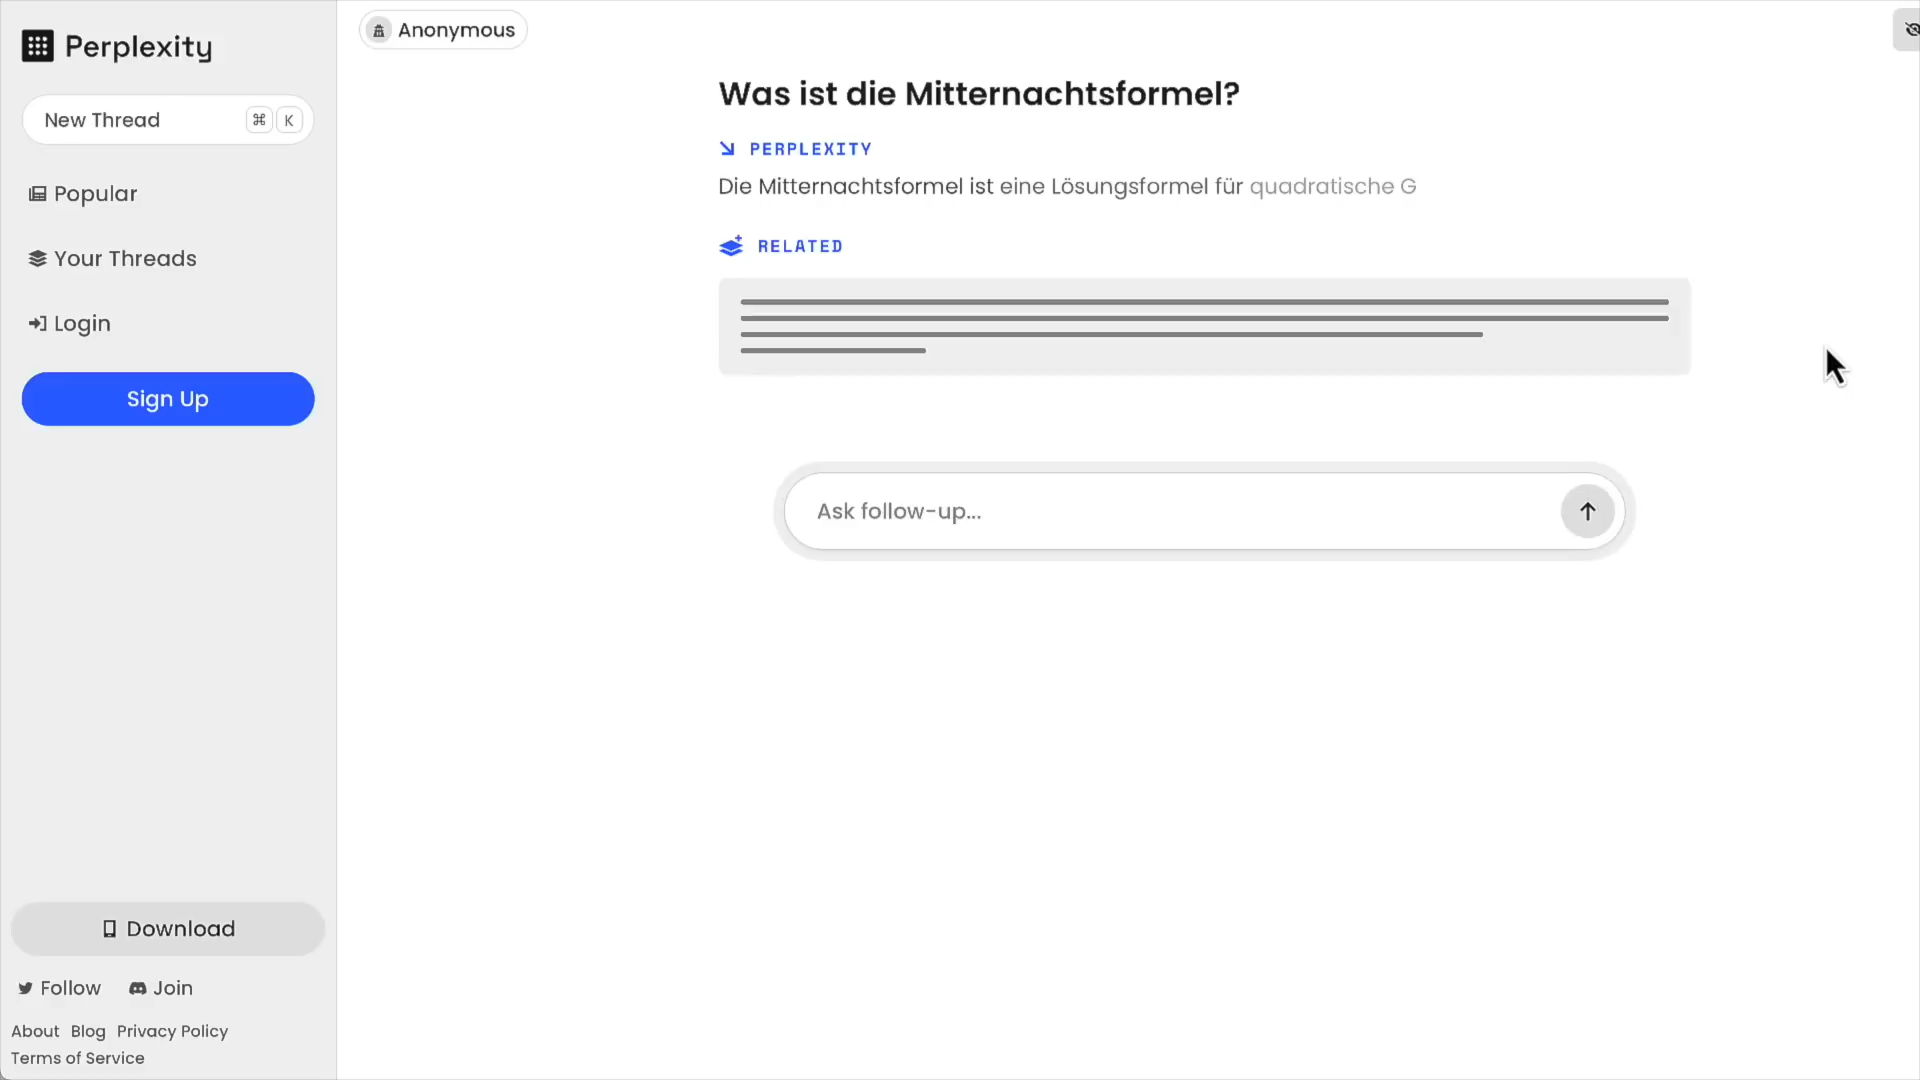 Perplexity
New Thread ⌘ K
Popular
Your Threads
Login
Sign Up
Download
Follow Join
About Blog Privacy Policy
Terms of Service
Anonymous
Was ist die Mitternachtsformel?
PERPLEXITY
Die Mitternachtsformel ist eine Lösungsformel für quadratische G
RELATED
Ask follow-up...